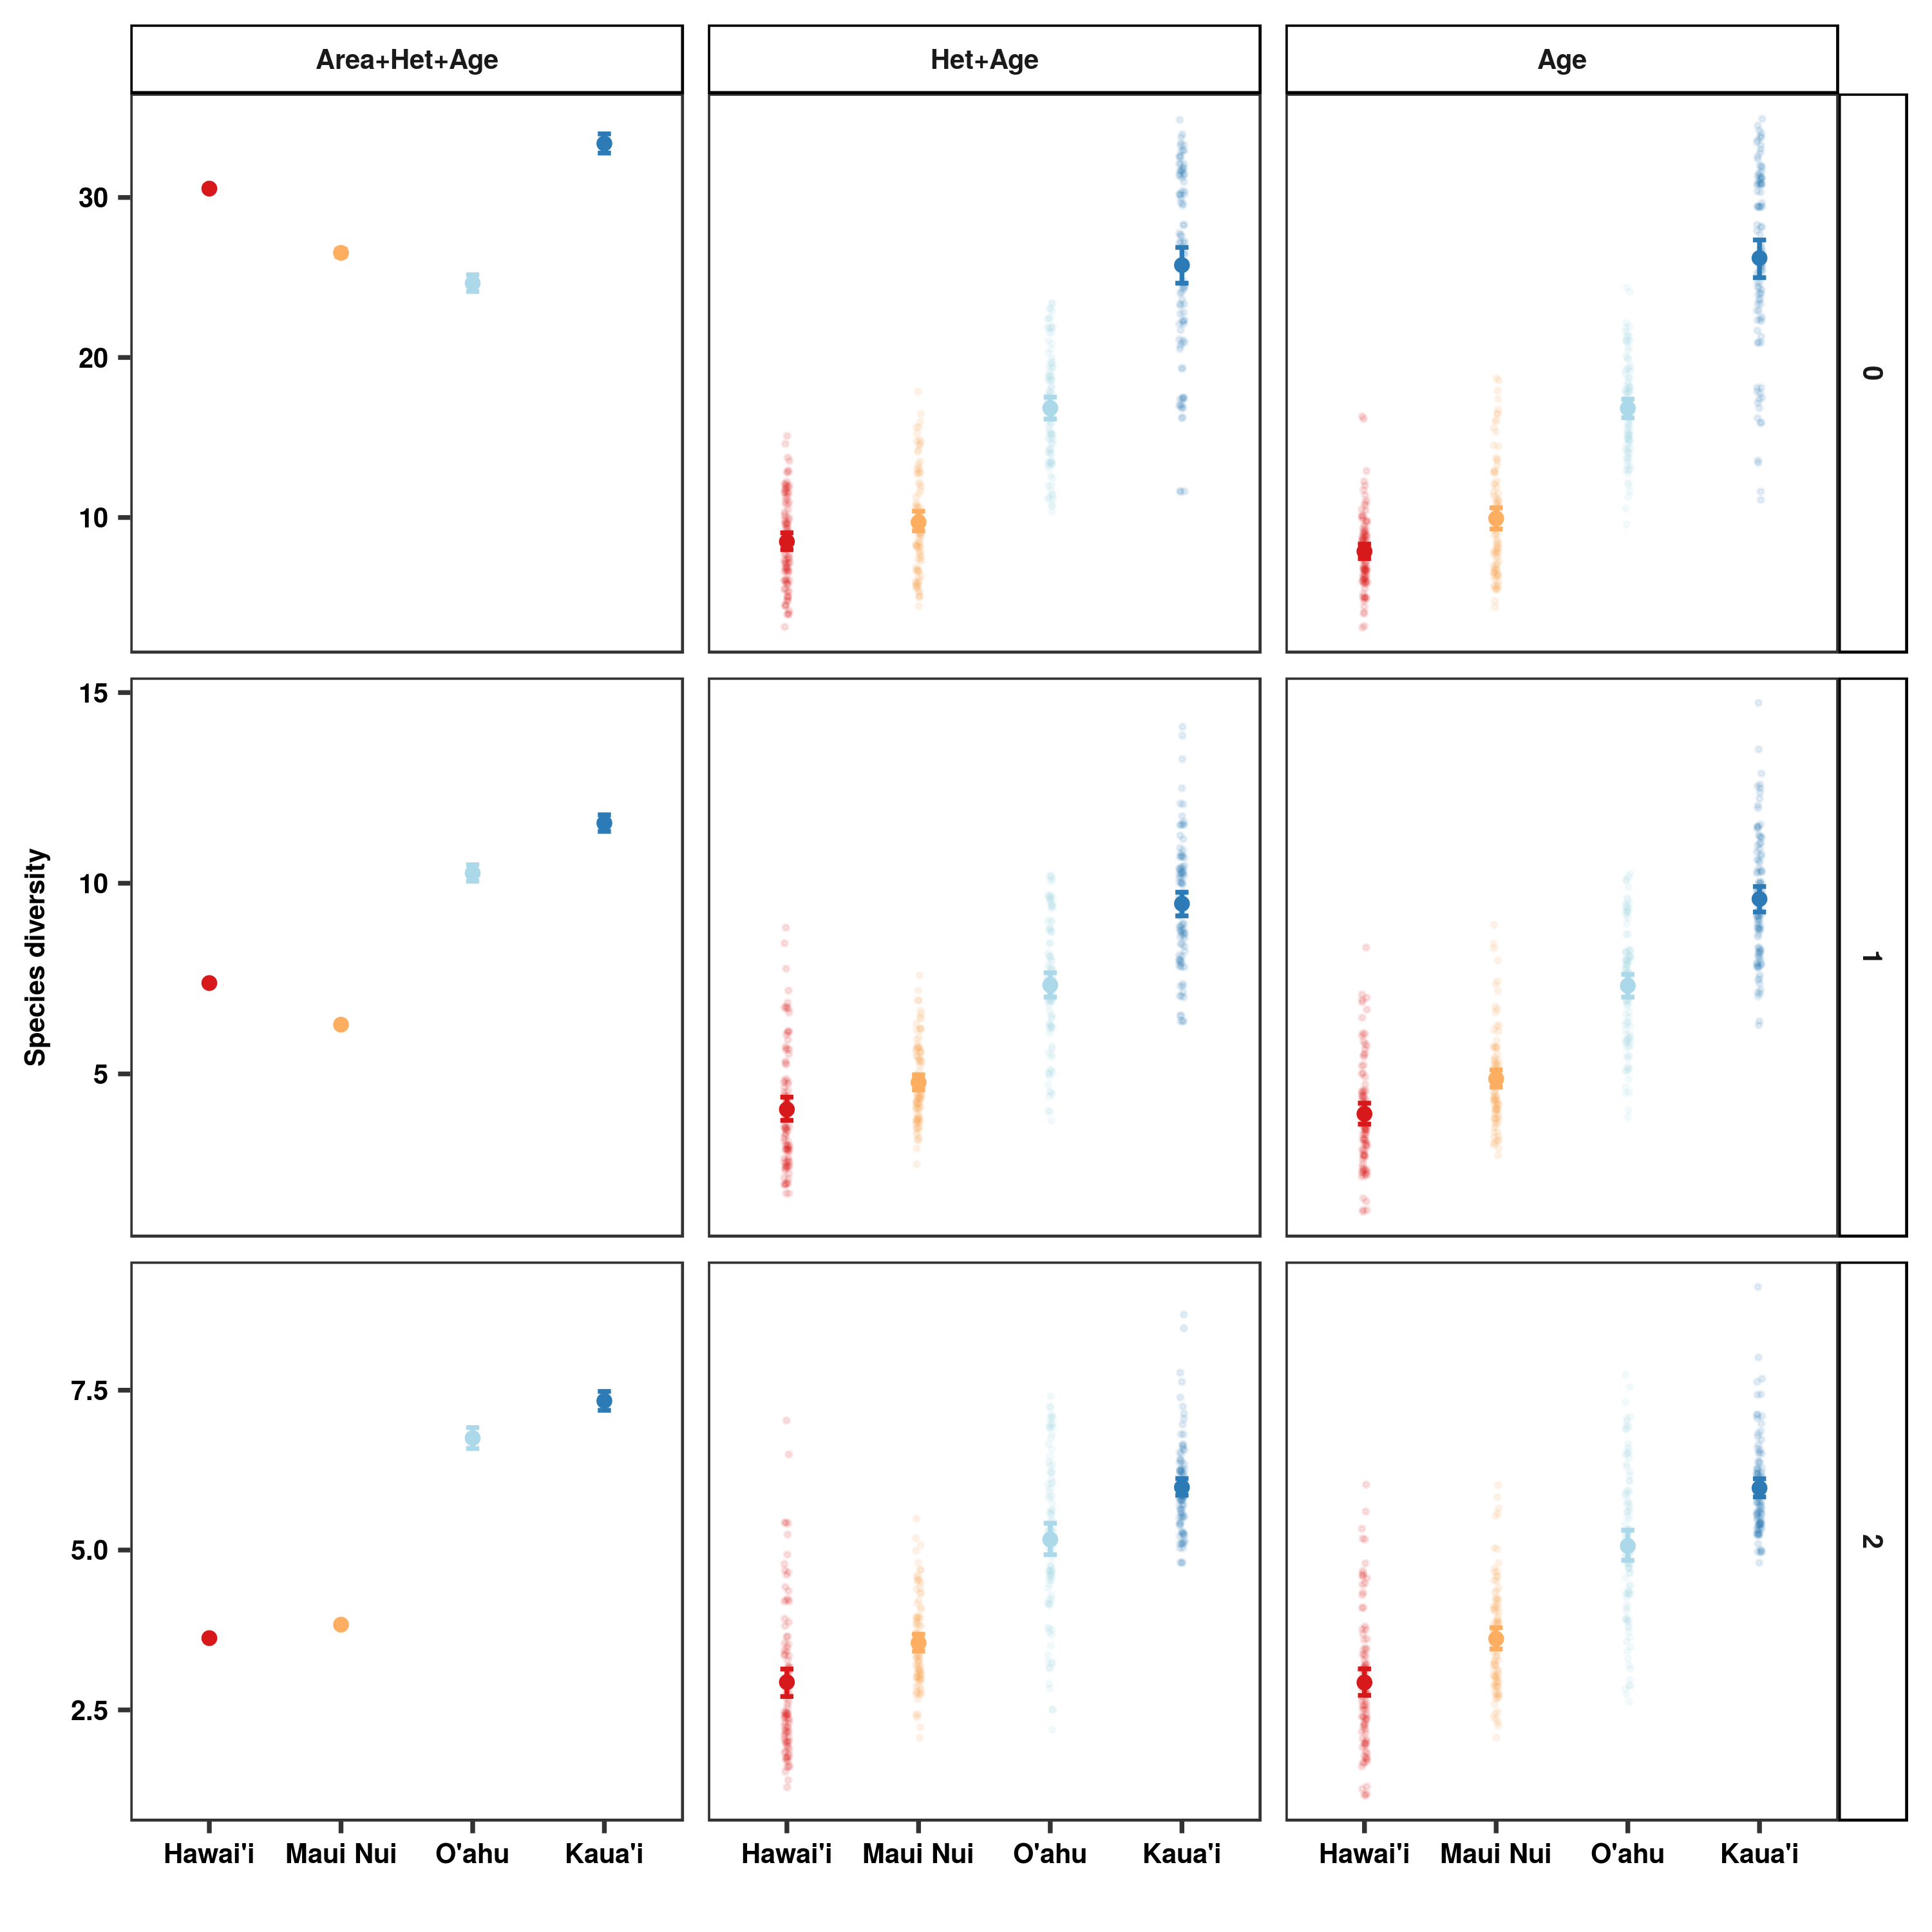 Area+Het+Age
Het+Age
Age
30
20
10
0
Species diversity
15
10
5
1
7.5
5.0
2.5
2
Hawai'i Maui Nui O'ahu Kaua'i
Hawai'i Maui Nui O'ahu Kaua'i
Hawai'i Maui Nui O'ahu Kaua'i